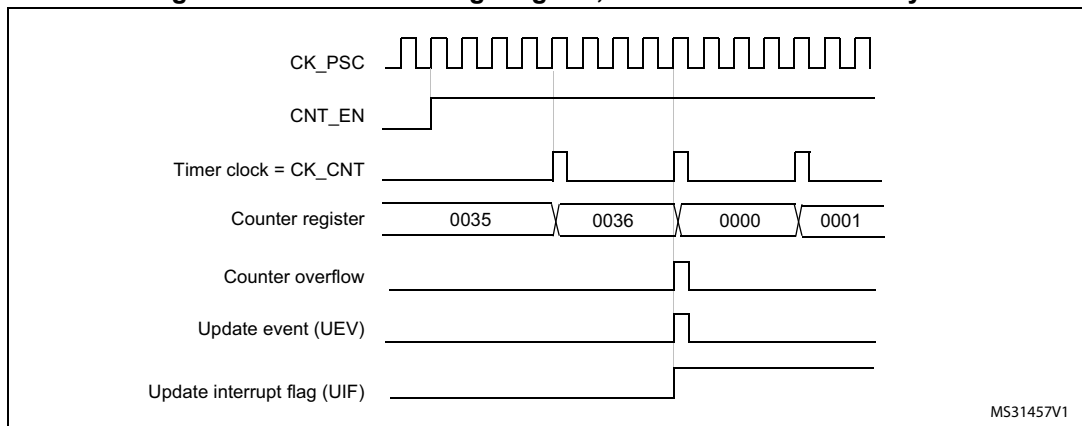 CK_PSC
CNT_EN
Timer clock = CK_CNT
Counter register
0035 0036 0000 0001
Counter overflow
Update event (UEV)
Update interrupt flag (UIF)
MS31457V1